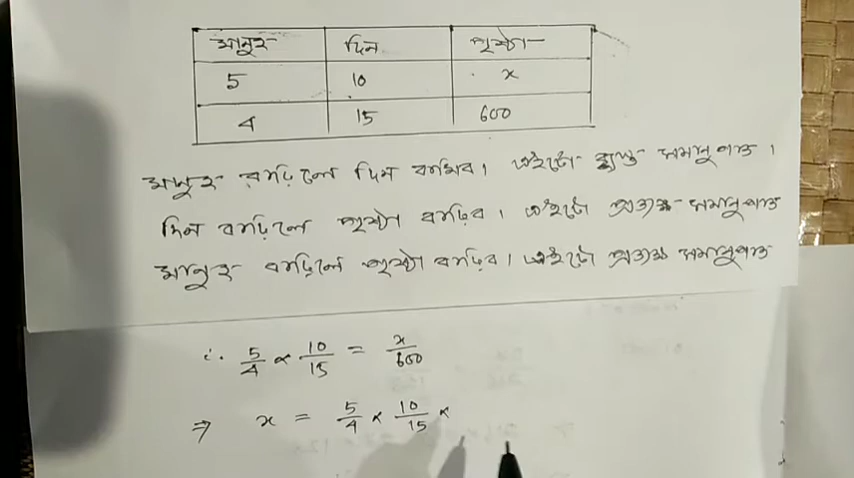 মানুহ দিন পৃষ্ঠা
5 10 x
4 15 600
মানুহ বাঢ়িলে দিন কমিব। এইটো ব্যস্ত সমানুপাত।
দিন বাঢ়িলে পৃষ্ঠা বাঢ়িব। এইটো প্ৰত্যক্ষ সমানুপাত
মানুহ বাঢ়িলে পৃষ্ঠা বাঢ়িব। এইটো প্ৰত্যক্ষ সমানুপাত
∴ 5/4 × 10/15 = x/600
⇒ x = 5/4 × 10/15 ×